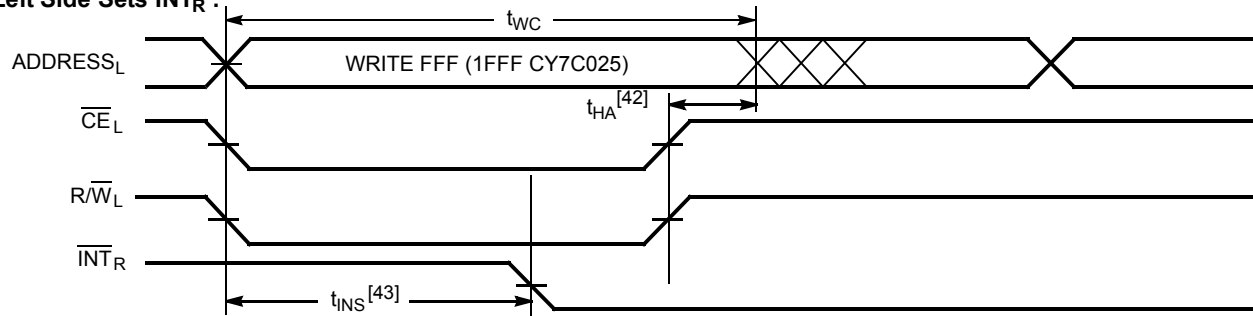 Left Side Sets INTR :
tWC
ADDRESSL
WRITE FFF (1FFF CY7C025)
tHA[42]
CEL
R/WL
INTR
tINS[43]